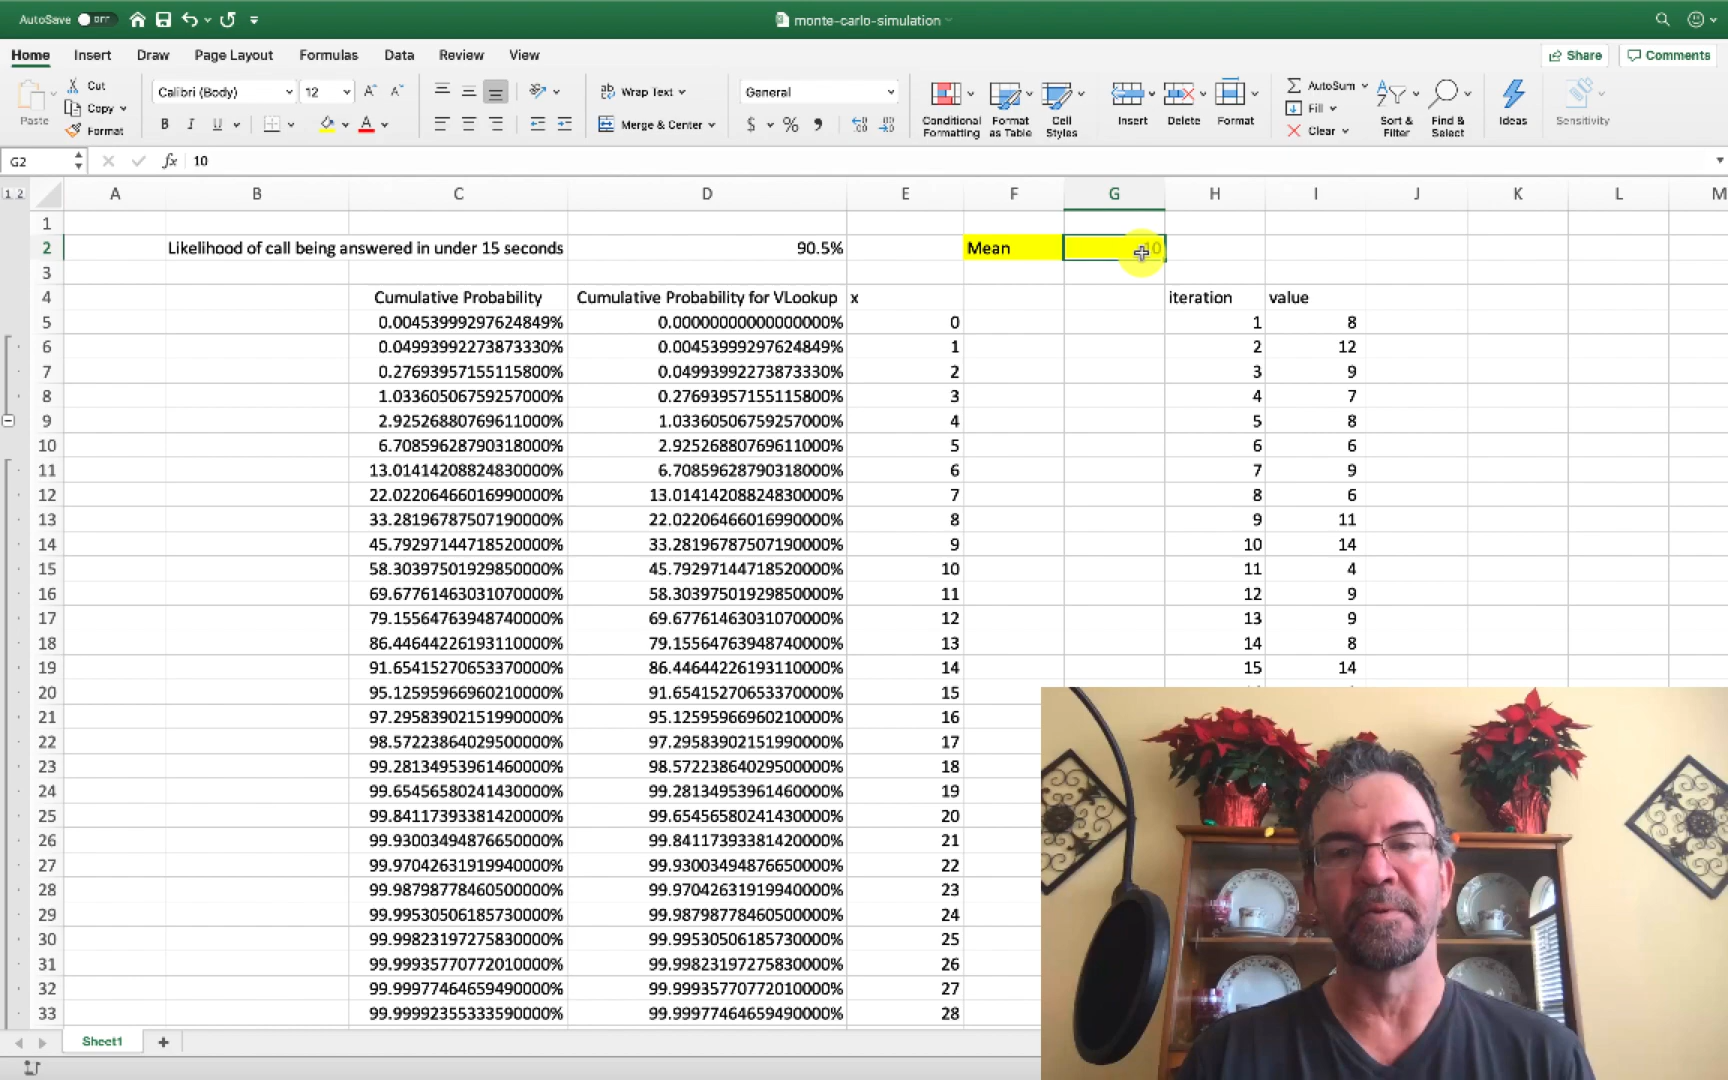 AutoSave OFF monte-carlo-simulation
Home Insert Draw Page Layout Formulas Data Review View Share Comments
Paste Cut Copy Format
Calibri (Body) 12 A A B I U A
Wrap Text Merge & Center
General $ % 9
Conditional Formatting Format as Table Cell Styles
Insert Delete Format
AutoSum Fill Clear Sort & Filter Find & Select Ideas Sensitivity
G2 fx 10
1 2 A B C D E F G H I J K L M
1
2 Likelihood of call being answered in under 15 seconds 90.5% Mean 10
3
4 Cumulative Probability Cumulative Probability for VLookup x iteration value
5 0.00453999297624849% 0.00000000000000000% 0 1 8
6 0.04993992273873330% 0.00453999297624849% 1 2 12
7 0.27693957155115800% 0.04993992273873330% 2 3 9
8 1.03360506759257000% 0.27693957155115800% 3 4 7
9 2.92526880769611000% 1.03360506759257000% 4 5 8
10 6.70859628790318000% 2.92526880769611000% 5 6 6
11 13.01414208824830000% 6.70859628790318000% 6 7 9
12 22.02206466016990000% 13.01414208824830000% 7 8 6
13 33.28196787507190000% 22.02206466016990000% 8 9 11
14 45.79297144718520000% 33.28196787507190000% 9 10 14
15 58.30397501929850000% 45.79297144718520000% 10 11 4
16 69.67761463031070000% 58.30397501929850000% 11 12 9
17 79.15564763948740000% 69.67761463031070000% 12 13 9
18 86.44644226193110000% 79.15564763948740000% 13 14 8
19 91.65415270653370000% 86.44644226193110000% 14 15 14
20 95.12595966960210000% 91.65415270653370000% 15
21 97.29583902151990000% 95.12595966960210000% 16
22 98.57223864029500000% 97.29583902151990000% 17
23 99.28134953961460000% 98.57223864029500000% 18
24 99.65456580241430000% 99.28134953961460000% 19
25 99.84117393381420000% 99.65456580241430000% 20
26 99.93003494876650000% 99.84117393381420000% 21
27 99.97042631919940000% 99.93003494876650000% 22
28 99.98798778460500000% 99.97042631919940000% 23
29 99.99530506185730000% 99.98798778460500000% 24
30 99.99823197275830000% 99.99530506185730000% 25
31 99.99935770772010000% 99.99823197275830000% 26
32 99.99977464659490000% 99.99935770772010000% 27
33 99.99992355333590000% 99.99977464659490000% 28
Sheet1